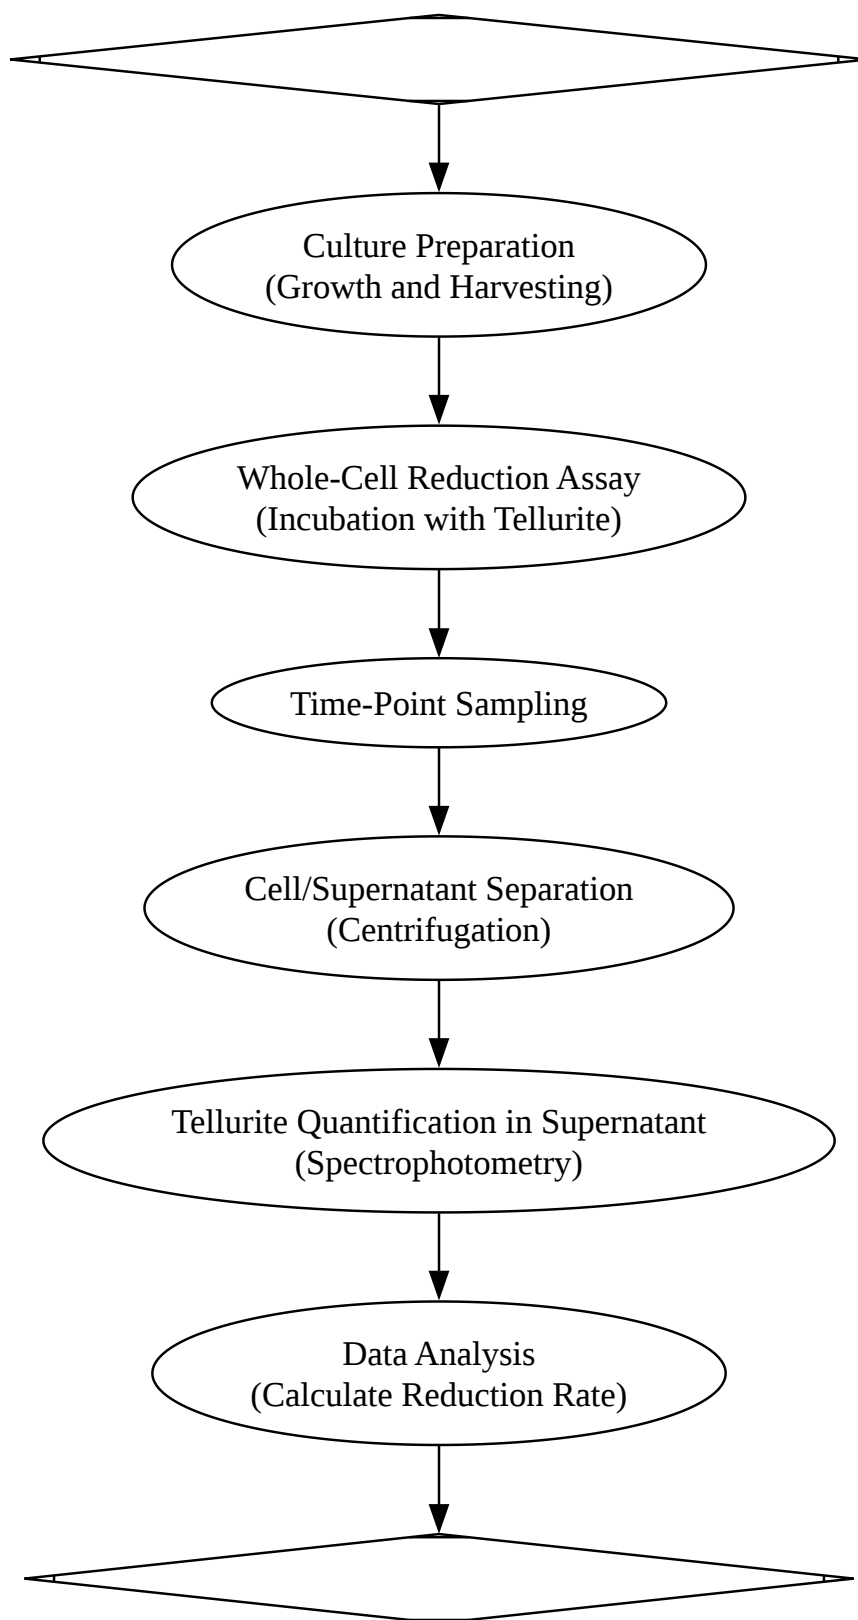 Culture Preparation
(Growth and Harvesting)
Whole-Cell Reduction Assay
(Incubation with Tellurite)
Time-Point Sampling
Cell/Supernatant Separation
(Centrifugation)
Tellurite Quantification in Supernatant
(Spectrophotometry)
Data Analysis
(Calculate Reduction Rate)